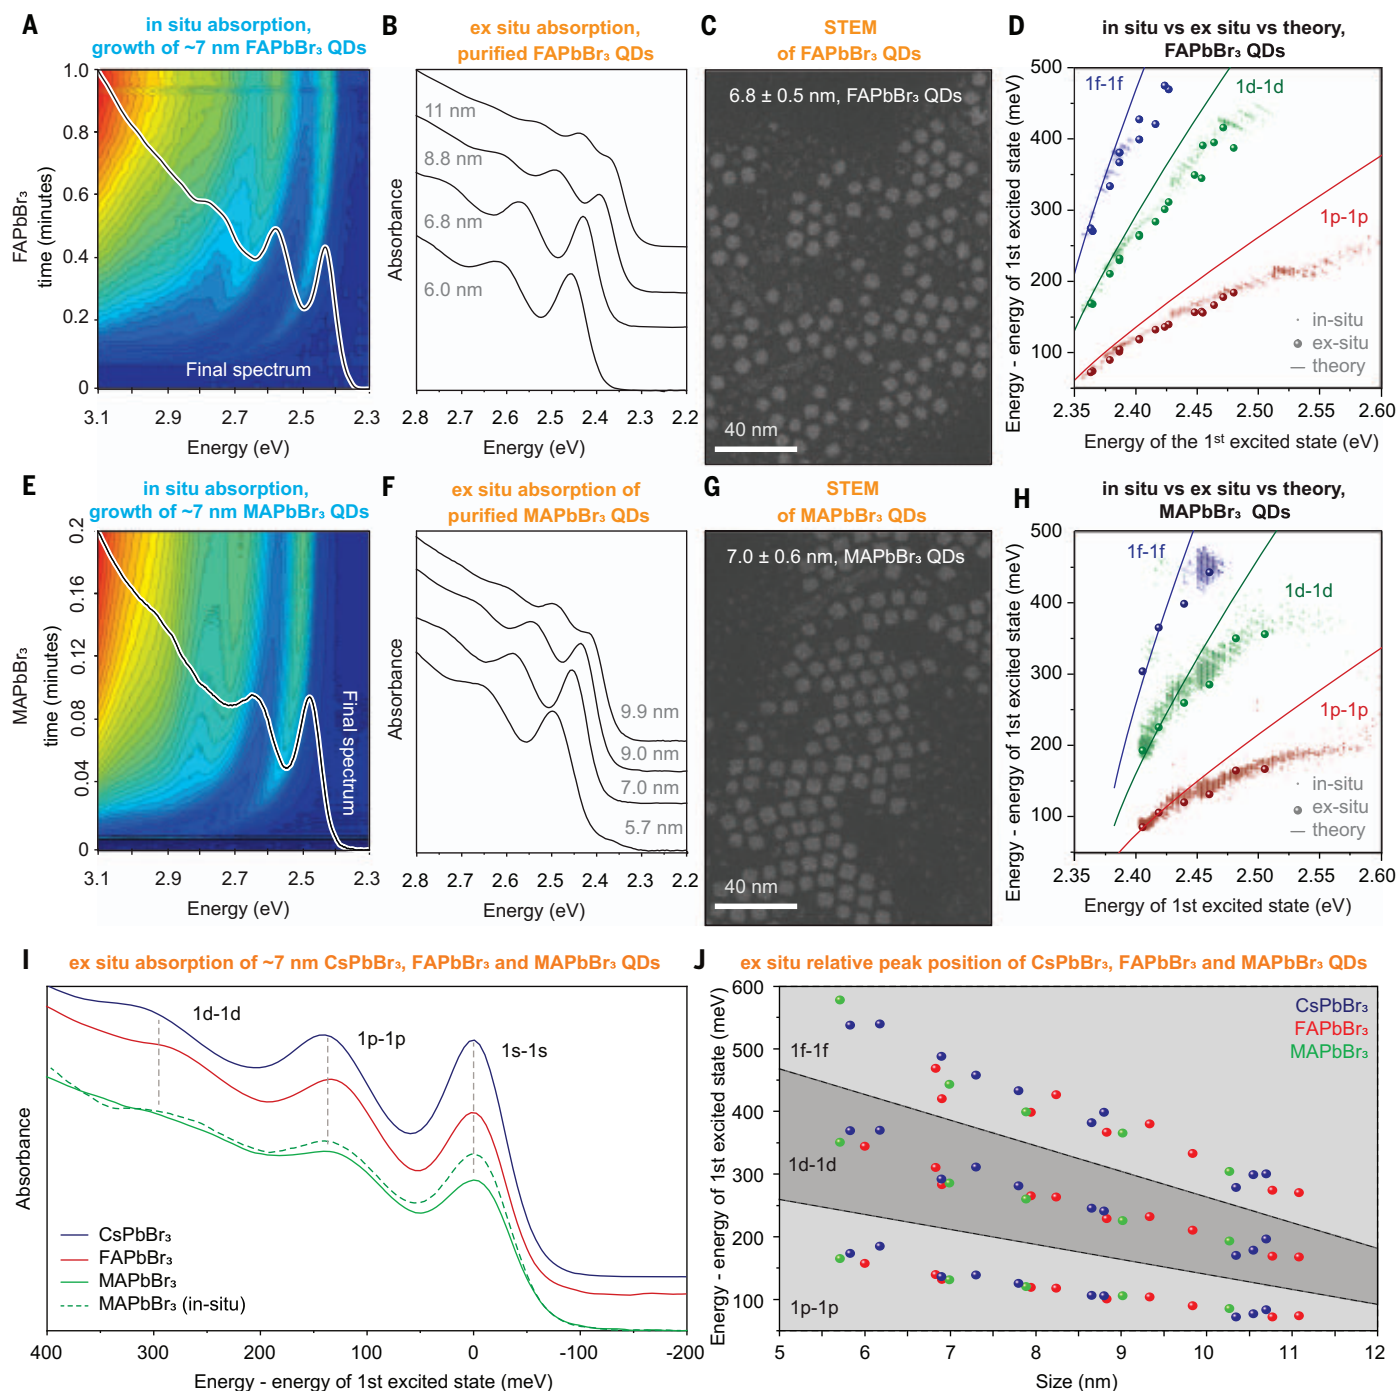 A
in situ absorption,
growth of ~7 nm FAPbBr₃ QDs
FAPbBr₃
time (minutes)
1.0
0.8
0.6
0.4
0.2
0
Final spectrum
3.1 2.9 2.7 2.5 2.3
Energy (eV)
B
ex situ absorption,
purified FAPbBr₃ QDs
Absorbance
11 nm
8.8 nm
6.8 nm
6.0 nm
2.8 2.7 2.6 2.5 2.4 2.3 2.2
Energy (eV)
C
STEM
of FAPbBr₃ QDs
6.8 ± 0.5 nm, FAPbBr₃ QDs
40 nm
D
in situ vs ex situ vs theory,
FAPbBr₃ QDs
Energy - energy of 1st excited state (meV)
500
400
300
200
100
1f-1f
1d-1d
1p-1p
in-situ
ex-situ
theory
2.35 2.40 2.45 2.50 2.55 2.60
Energy of the 1st excited state (eV)
E
in situ absorption,
growth of ~7 nm MAPbBr₃ QDs
MAPbBr₃
time (minutes)
0.2
0.16
0.12
0.08
0.04
0
Final spectrum
3.1 2.9 2.7 2.5 2.3
Energy (eV)
F
ex situ absorption of
purified MAPbBr₃ QDs
Absorbance
9.9 nm
9.0 nm
7.0 nm
5.7 nm
2.8 2.7 2.6 2.5 2.4 2.3 2.2
Energy (eV)
G
STEM
of MAPbBr₃ QDs
7.0 ± 0.6 nm, MAPbBr₃ QDs
40 nm
H
in situ vs ex situ vs theory,
MAPbBr₃ QDs
Energy - energy of 1st excited state (meV)
500
400
300
200
100
1f-1f
1d-1d
1p-1p
in-situ
ex-situ
theory
2.35 2.40 2.45 2.50 2.55 2.60
Energy of 1st excited state (eV)
I
ex situ absorption of ~7 nm CsPbBr₃, FAPbBr₃ and MAPbBr₃ QDs
Absorbance
1d-1d
1p-1p
1s-1s
CsPbBr₃
FAPbBr₃
MAPbBr₃
MAPbBr₃ (in-situ)
400 300 200 100 0 -100 -200
Energy - energy of 1st excited state (meV)
J
ex situ relative peak position of CsPbBr₃, FAPbBr₃ and MAPbBr₃ QDs
Energy - energy of 1st excited state (meV)
600
500
400
300
200
100
CsPbBr₃
FAPbBr₃
MAPbBr₃
1f-1f
1d-1d
1p-1p
5 6 7 8 9 10 11 12
Size (nm)